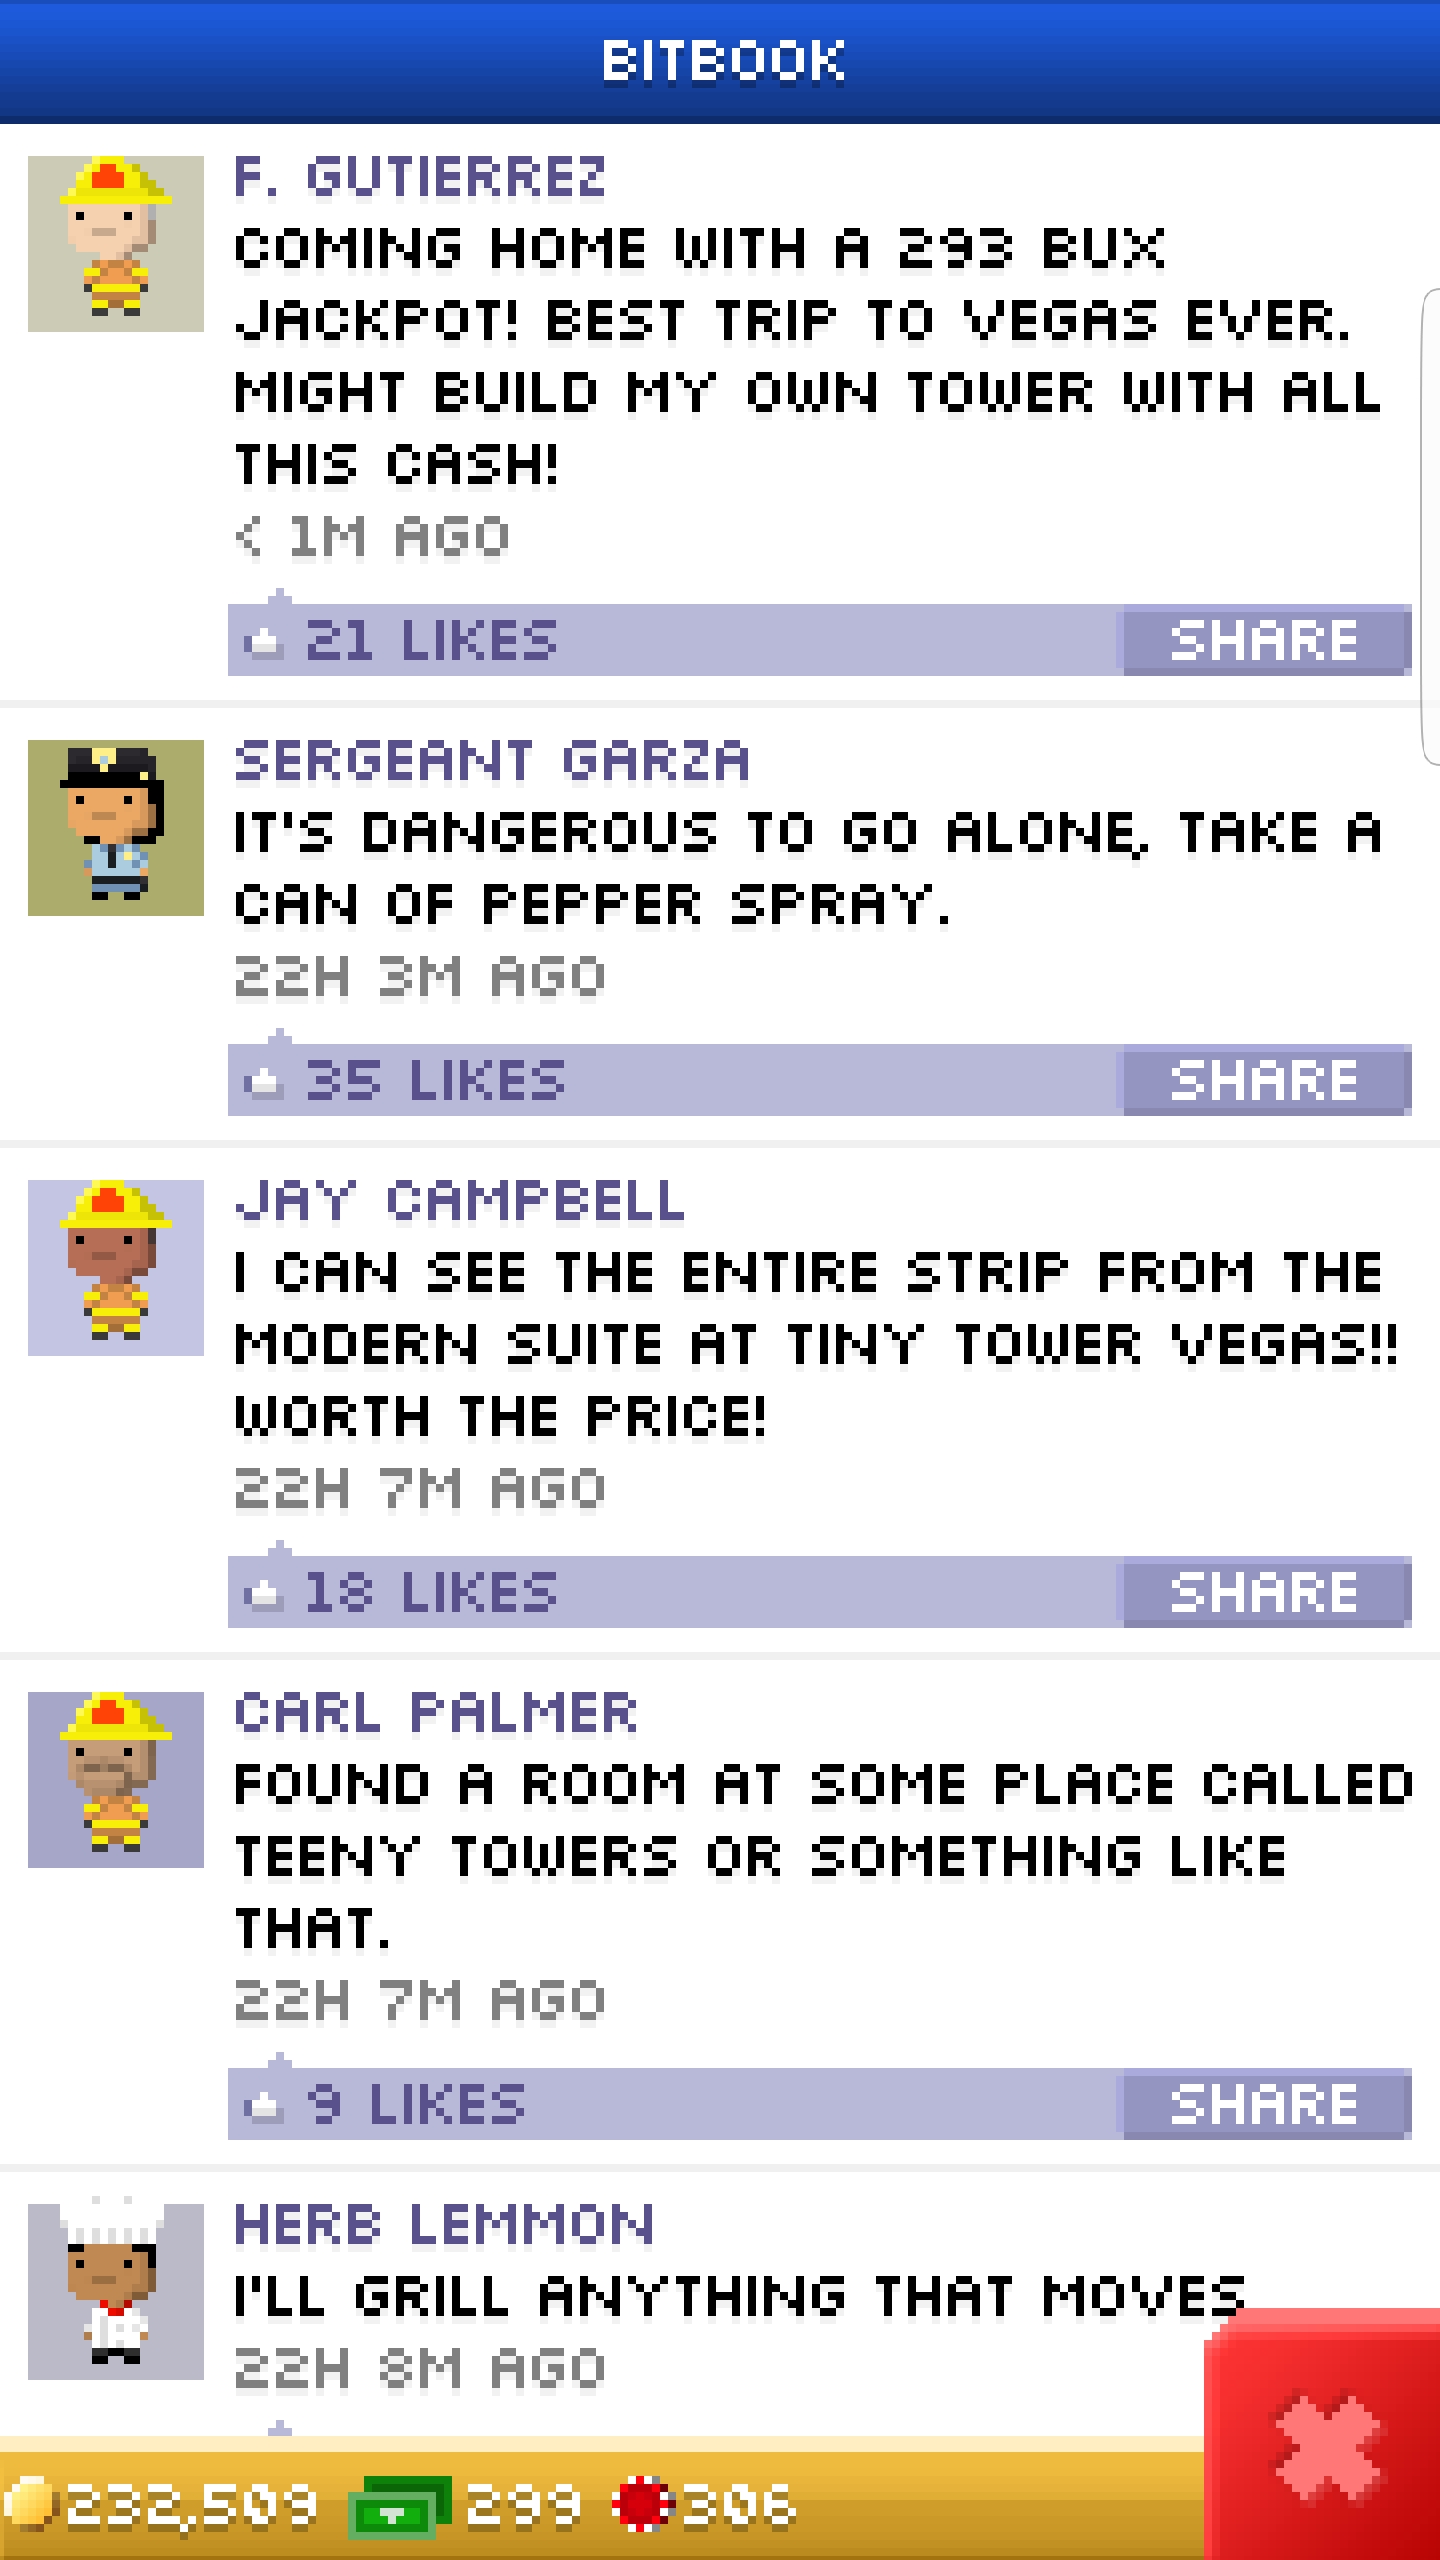 BITBOOK
F. GUTIERREZ
COMING HOME WITH A 293 BUX
JACKPOT! BEST TRIP TO VEGAS EVER.
MIGHT BUILD MY OWN TOWER WITH ALL
THIS CASH!
< 1M AGO
21 LIKES
SHARE
SERGEANT GARZA
IT'S DANGEROUS TO GO ALONE, TAKE A
CAN OF PEPPER SPRAY.
22H 3M AGO
35 LIKES
SHARE
JAY CAMPBELL
I CAN SEE THE ENTIRE STRIP FROM THE
MODERN SUITE AT TINY TOWER VEGAS!!
WORTH THE PRICE!
22H 7M AGO
18 LIKES
SHARE
CARL PALMER
FOUND A ROOM AT SOME PLACE CALLED
TEENY TOWERS OR SOMETHING LIKE
THAT.
22H 7M AGO
9 LIKES
SHARE
HERB LEMMON
I'LL GRILL ANYTHING THAT MOVES
22H 8M AGO
232,509 299 306